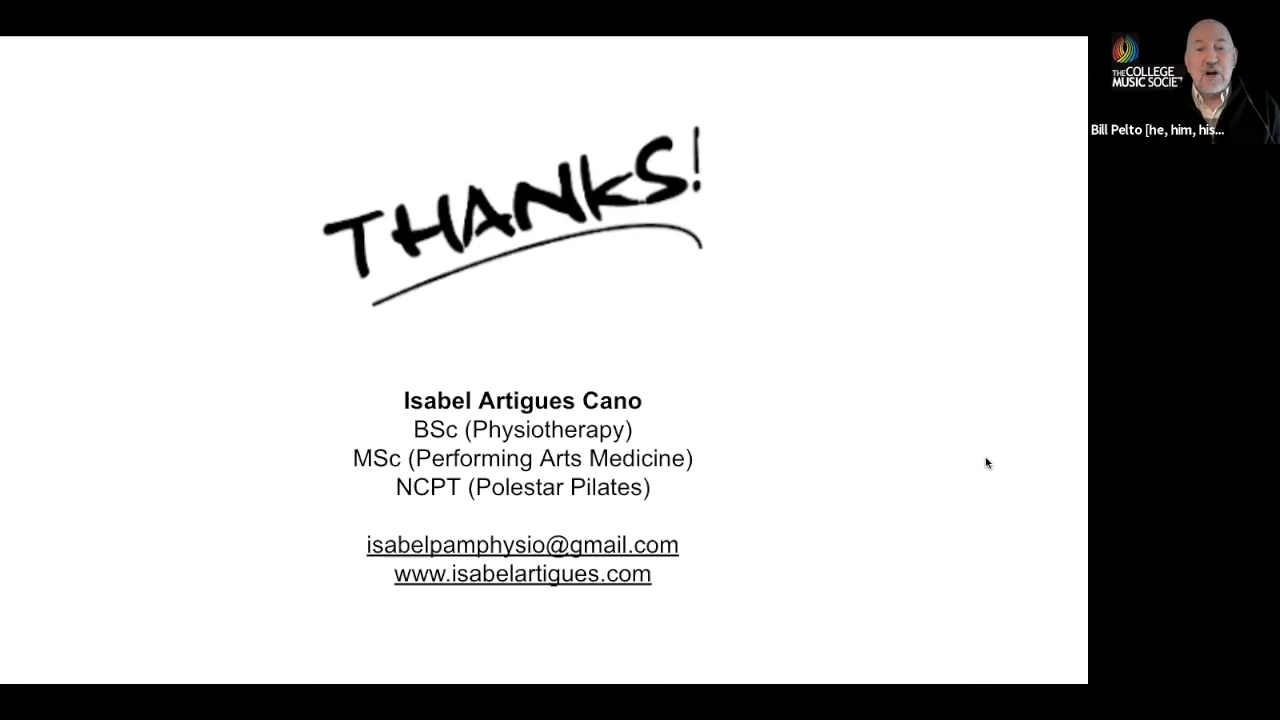 THANKS!
Isabel Artigues Cano
BSc (Physiotherapy)
MSc (Performing Arts Medicine)
NCPT (Polestar Pilates)
isabelpamphysio@gmail.com
www.isabelartigues.com
THE COLLEGE
MUSIC SOCIET
Bill Pelto [he, him, his...